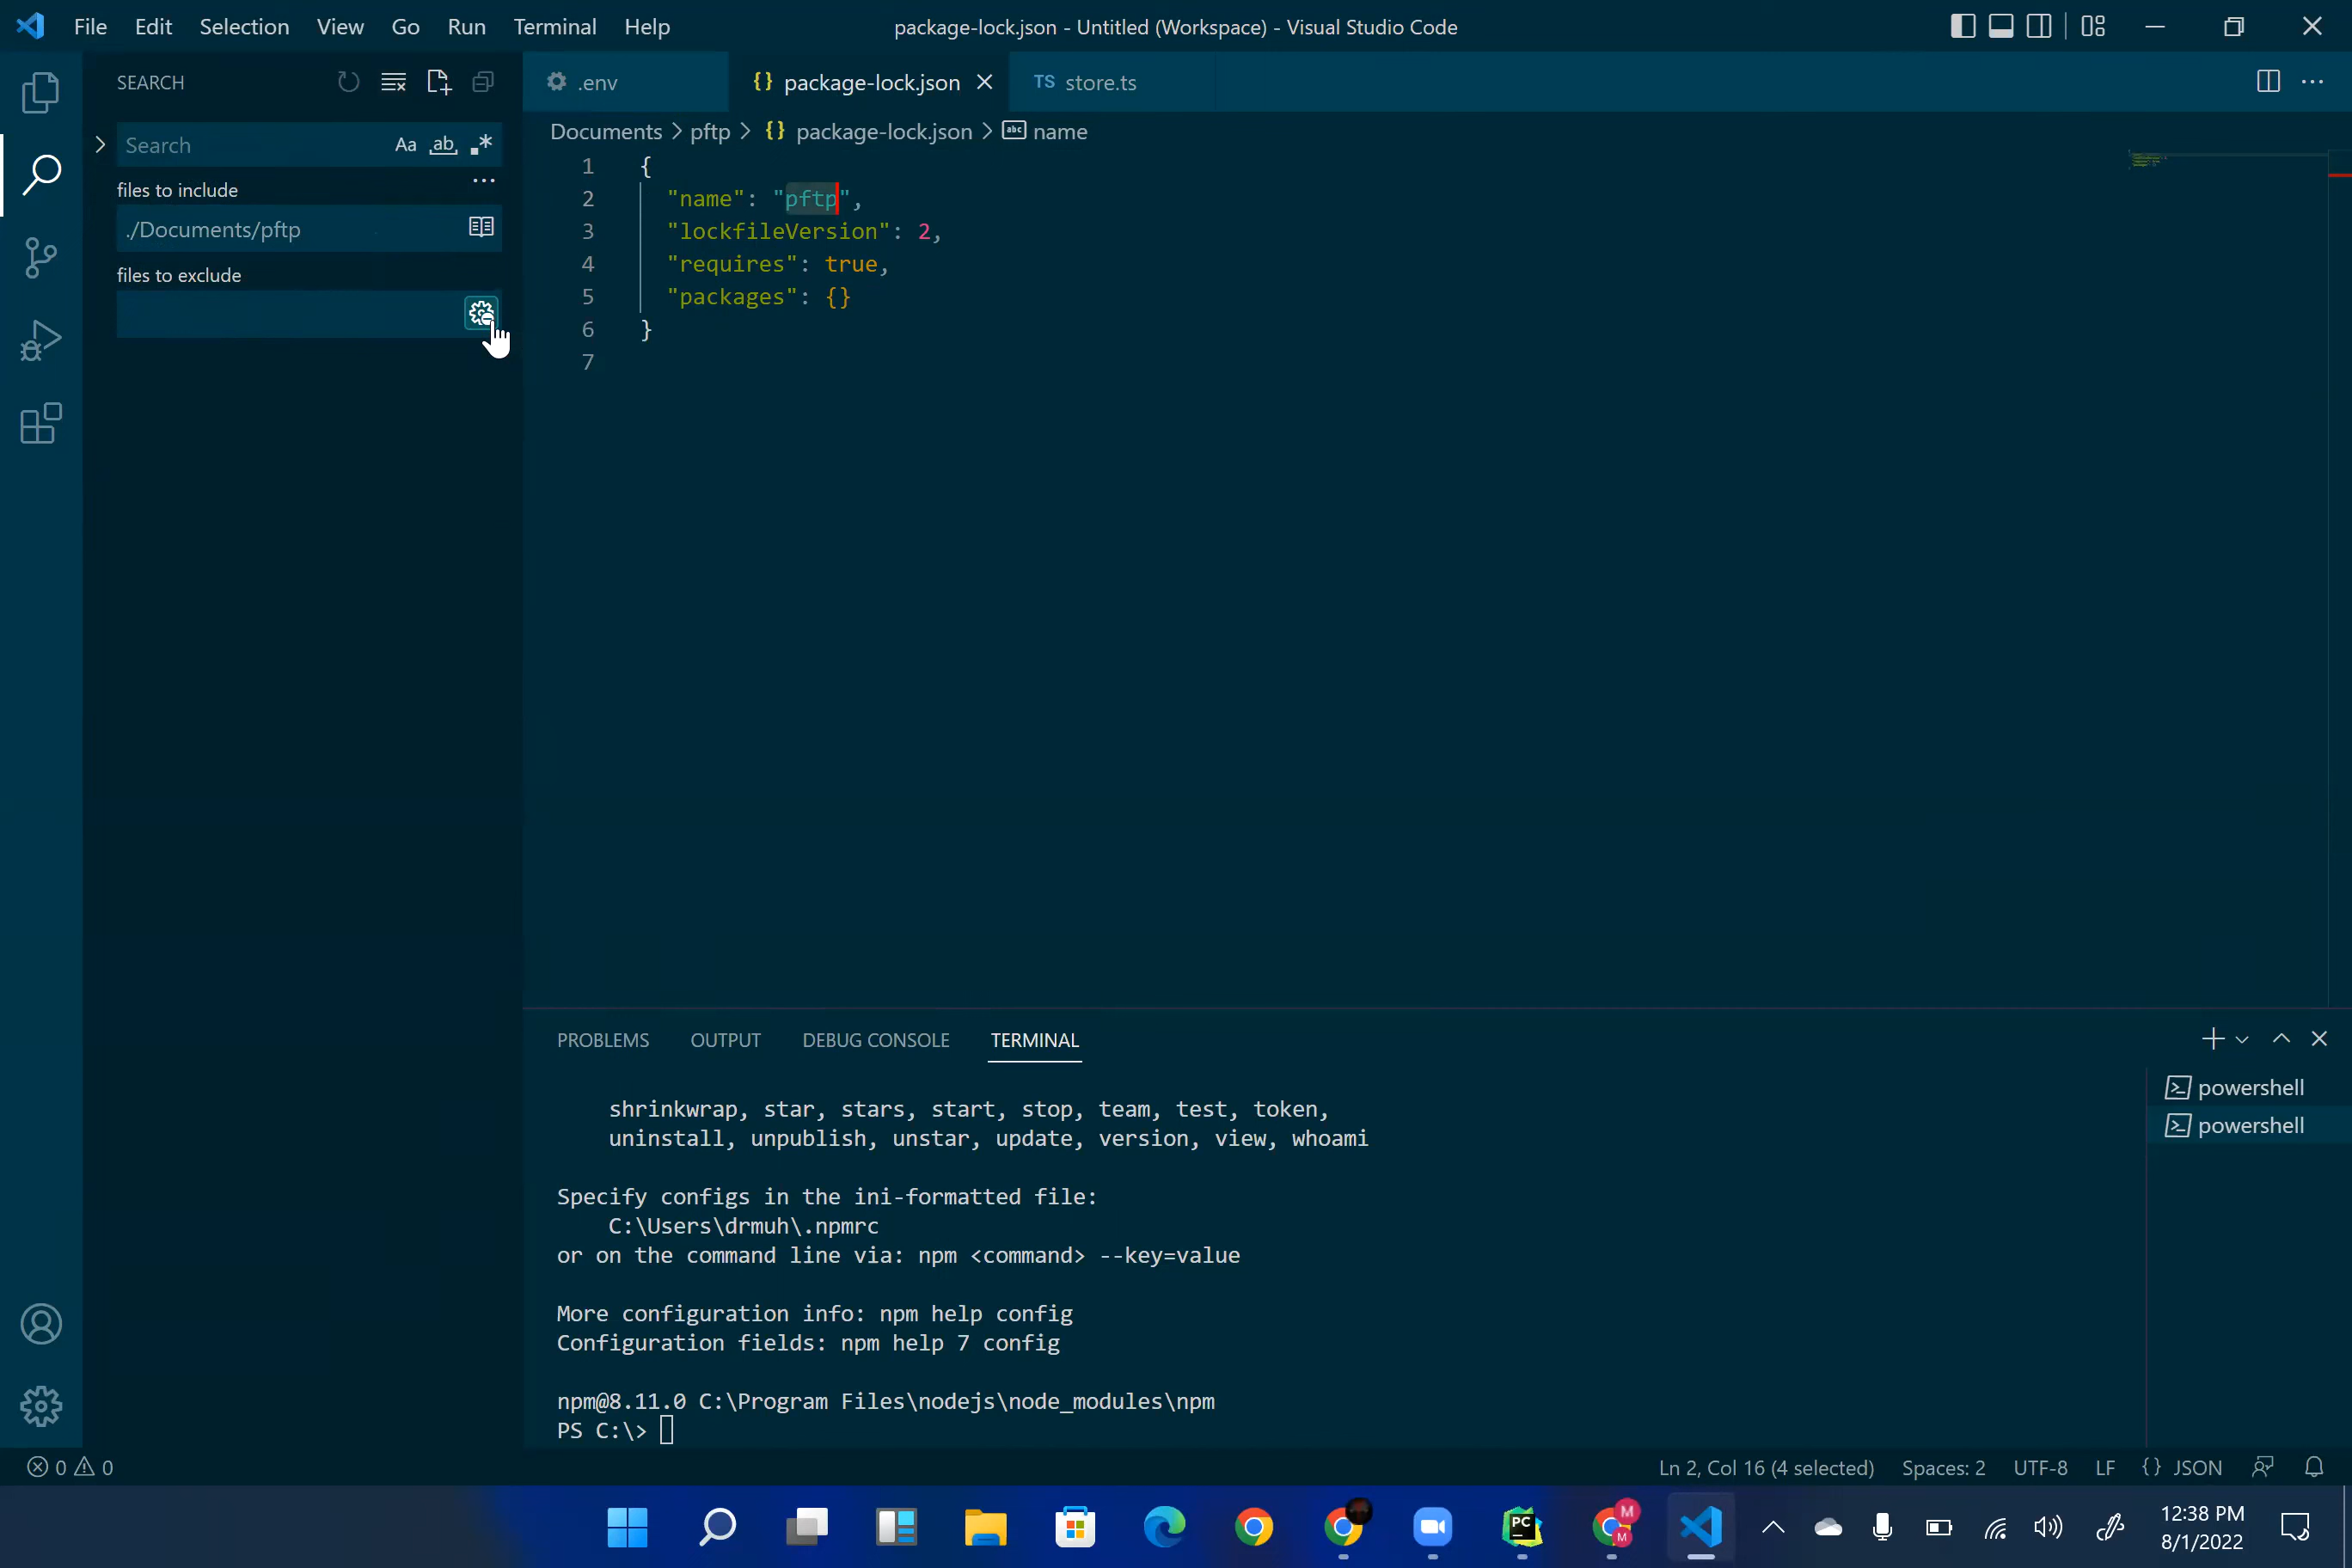 File Edit Selection View Go Run Terminal Help
package-lock.json - Untitled (Workspace) - Visual Studio Code
SEARCH
Search
Aa ab .*
files to include
./Documents/pftp
files to exclude
.env
{} package-lock.json
TS store.ts
Documents > pftp > {} package-lock.json > abc name
1 {
2 "name": "pftp",
3 "lockfileVersion": 2,
4 "requires": true,
5 "packages": {}
6 }
7
PROBLEMS OUTPUT DEBUG CONSOLE TERMINAL
shrinkwrap, star, stars, start, stop, team, test, token,
uninstall, unpublish, unstar, update, version, view, whoami
Specify configs in the ini-formatted file:
C:\Users\drmuh\.npmrc
or on the command line via: npm <command> --key=value
More configuration info: npm help config
Configuration fields: npm help 7 config
npm@8.11.0 C:\Program Files\nodejs\node_modules\npm
PS C:\>
powershell
powershell
0 0
Ln 2, Col 16 (4 selected) Spaces: 2 UTF-8 LF {} JSON
PC
M
M
12:38 PM
8/1/2022